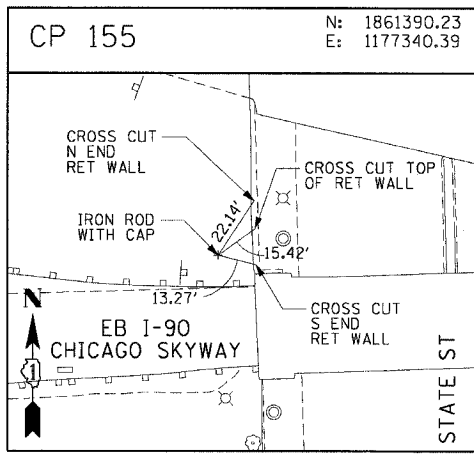 CP 155
N: 1861390.23
E: 1177340.39
CROSS CUT
N END
RET WALL
CROSS CUT TOP
OF RET WALL
IRON ROD
WITH CAP
22.14'
15.42'
13.27'
N
1
EB I-90
CHICAGO SKYWAY
CROSS CUT
S END
RET WALL
STATE ST